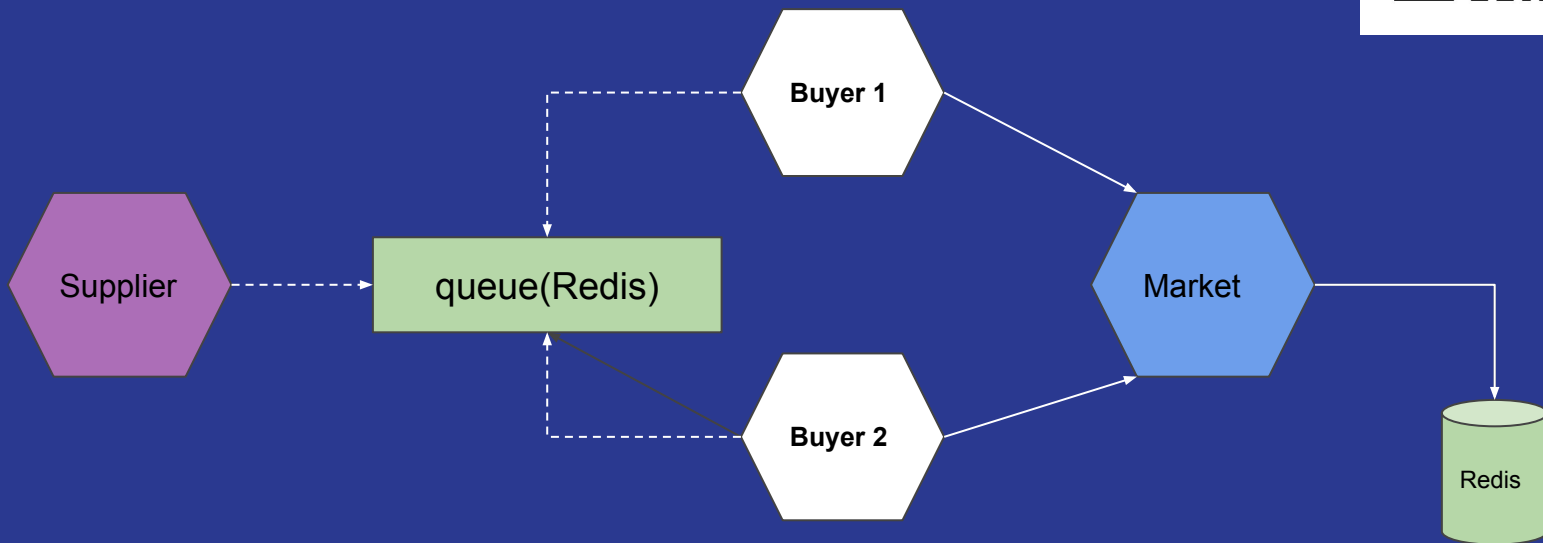 Buyer 1
Supplier
queue(Redis)
Market
Buyer 2
Redis